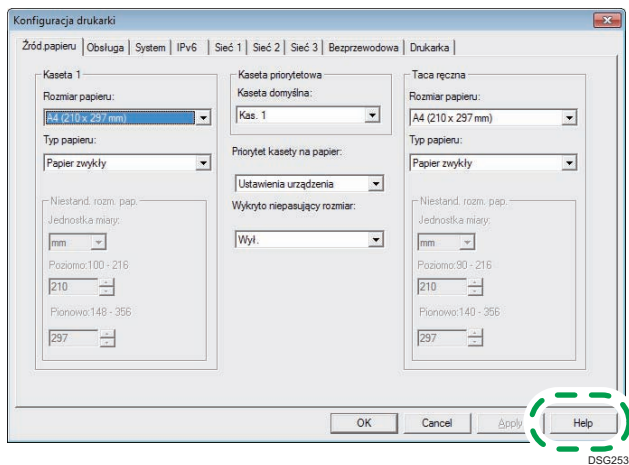 Konfiguracja drukarki
Źród.papieru Obsługa System IPv6 Sieć 1 Sieć 2 Sieć 3 Bezprzewodowa Drukarka
Kaseta 1
Rozmiar papieru:
A4 (210 x 297 mm)
Typ papieru:
Papier zwykły
Niestand. rozm. pap.
Jednostka miary:
mm
Poziomo:100 - 216
210
Pionowo:148 - 356
297
Kaseta priorytetowa
Kaseta domyślna:
Kas. 1
Priorytet kasety na papier:
Ustawienia urządzenia
Wykryto niepasujący rozmiar:
Wył.
Taca ręczna
Rozmiar papieru:
A4 (210 x 297 mm)
Typ papieru:
Papier zwykły
Niestand. rozm. pap.
Jednostka miary:
mm
Poziomo:90 - 216
210
Pionowo:140 - 356
297
OK Cancel Apply Help
DSG253